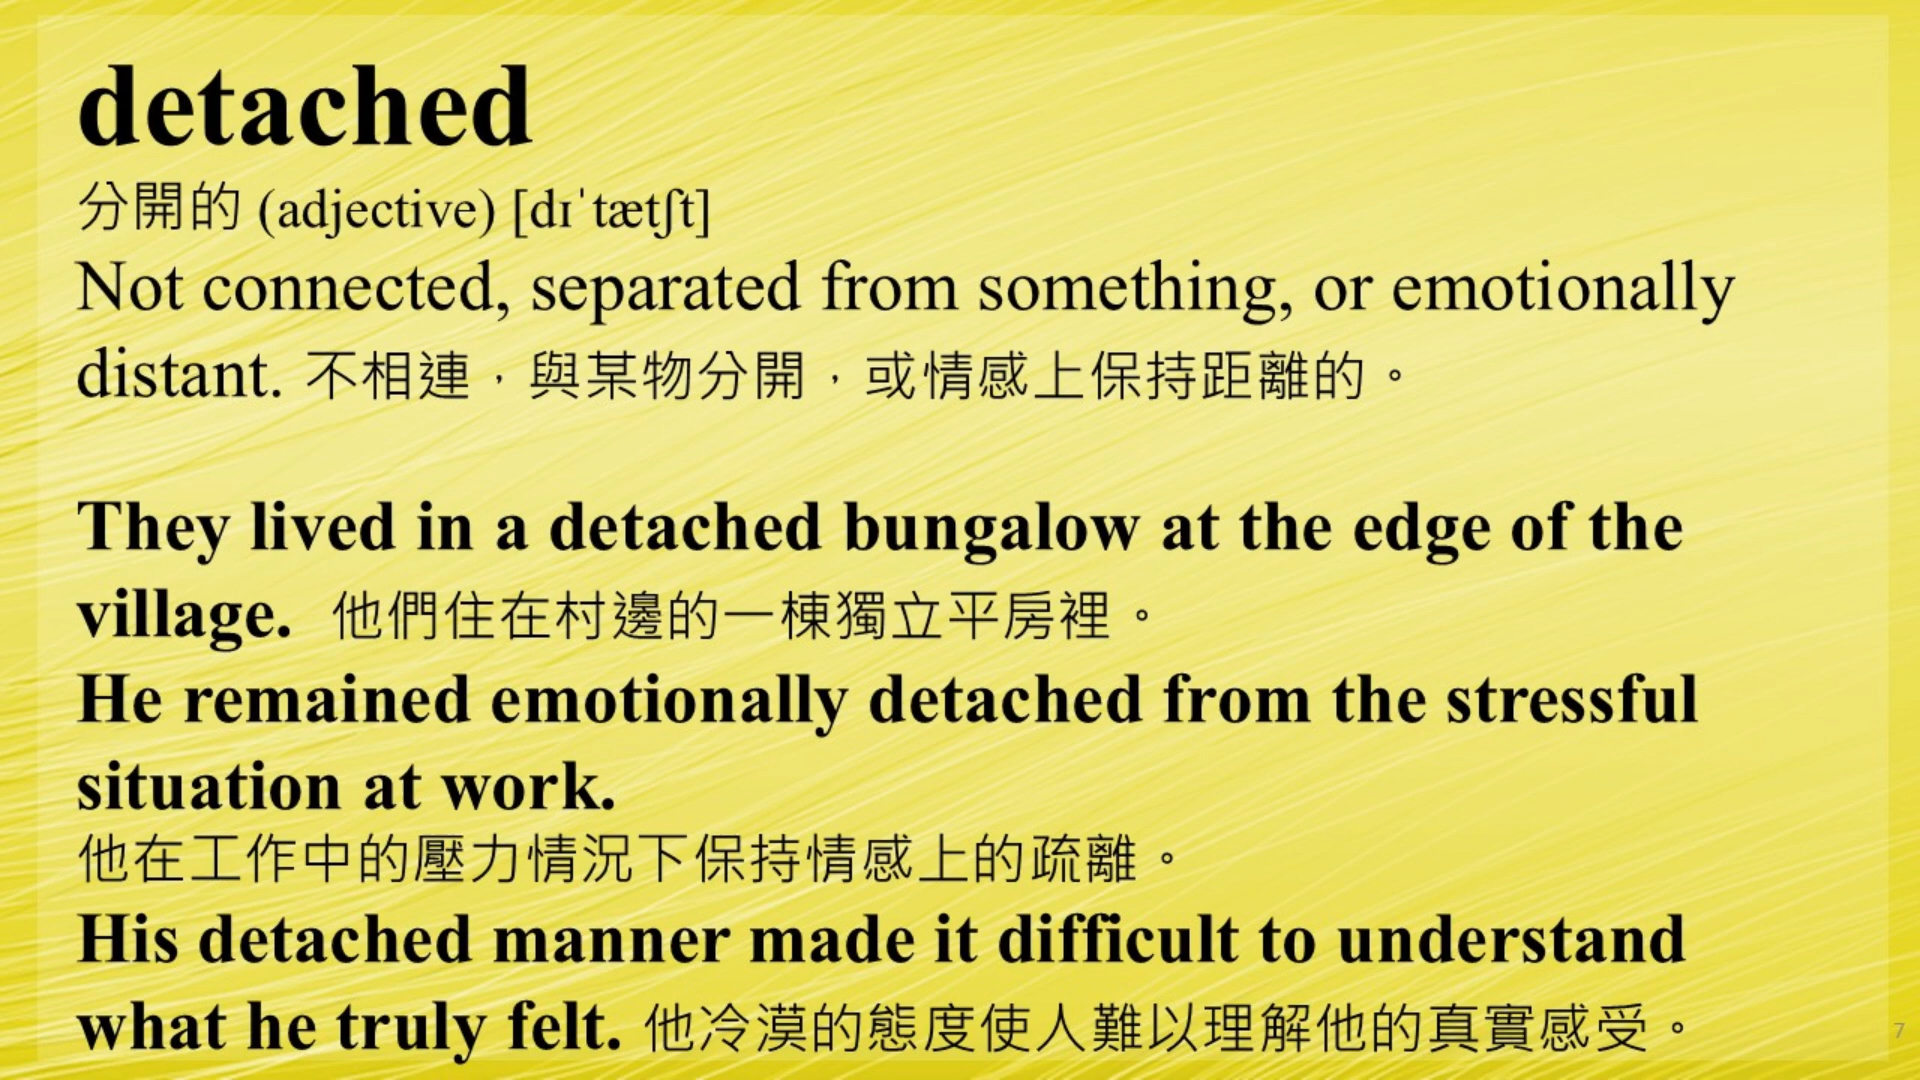 detached
分開的 (adjective) [dɪˈtætʃt]
Not connected, separated from something, or emotionally
distant. 不相連，與某物分開，或情感上保持距離的。
They lived in a detached bungalow at the edge of the
village. 他們住在村邊的一棟獨立平房裡。
He remained emotionally detached from the stressful
situation at work.
他在工作中的壓力情況下保持情感上的疏離。
His detached manner made it difficult to understand
what he truly felt. 他冷漠的態度使人難以理解他的真實感受。
7